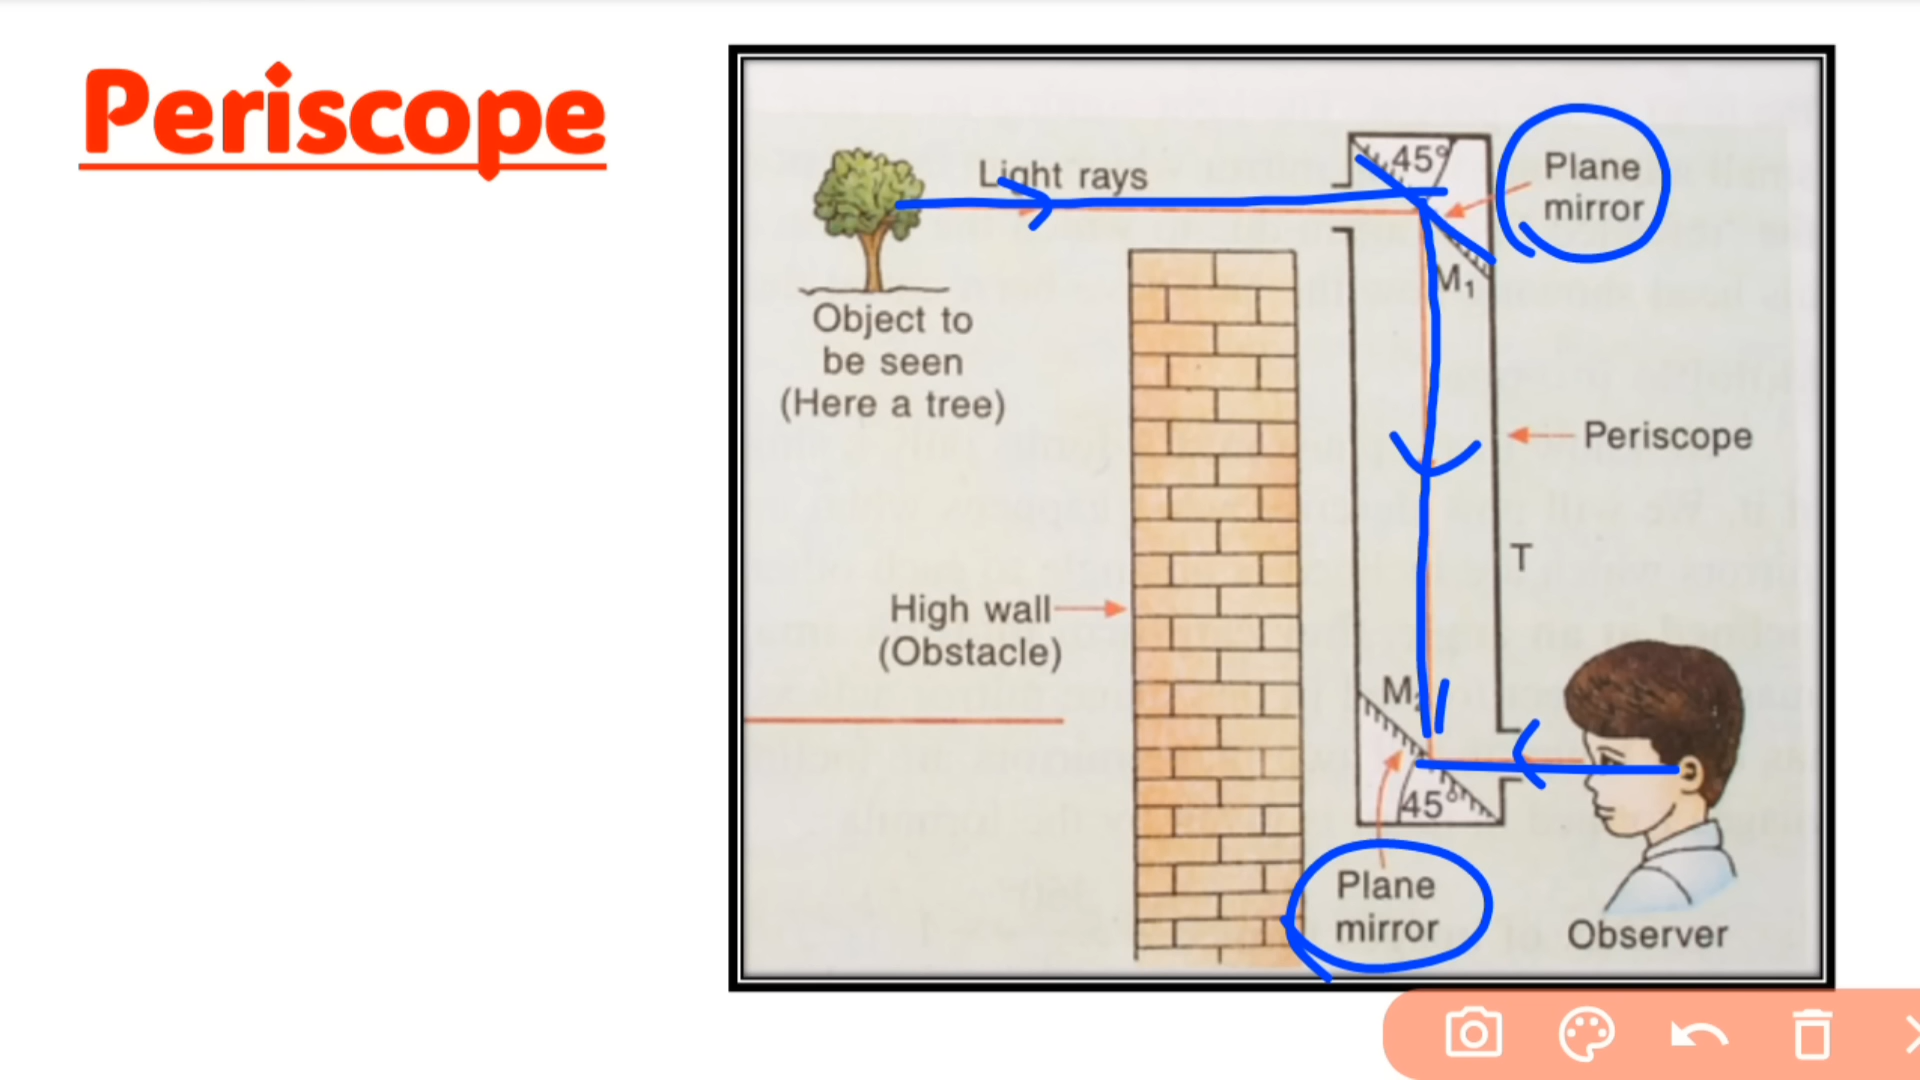 Periscope
Light rays
45°
Plane
mirror
M1
Object to
be seen
(Here a tree)
Periscope
T
High wall
(Obstacle)
M2
45°
Plane
mirror
Observer